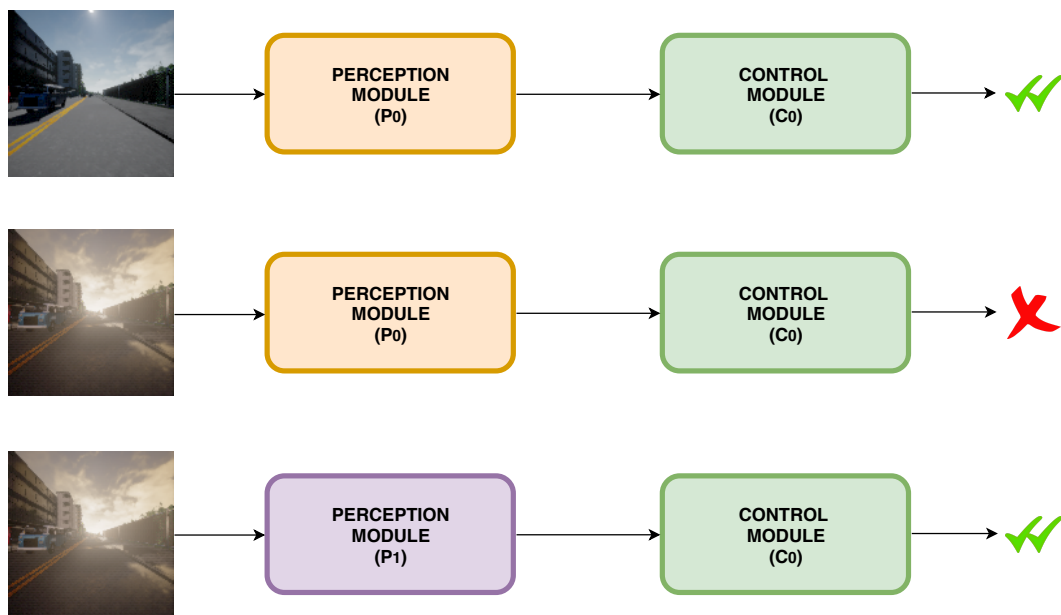 PERCEPTION
MODULE
(P0)
CONTROL
MODULE
(C0)
PERCEPTION
MODULE
(P0)
CONTROL
MODULE
(C0)
PERCEPTION
MODULE
(P1)
CONTROL
MODULE
(C0)